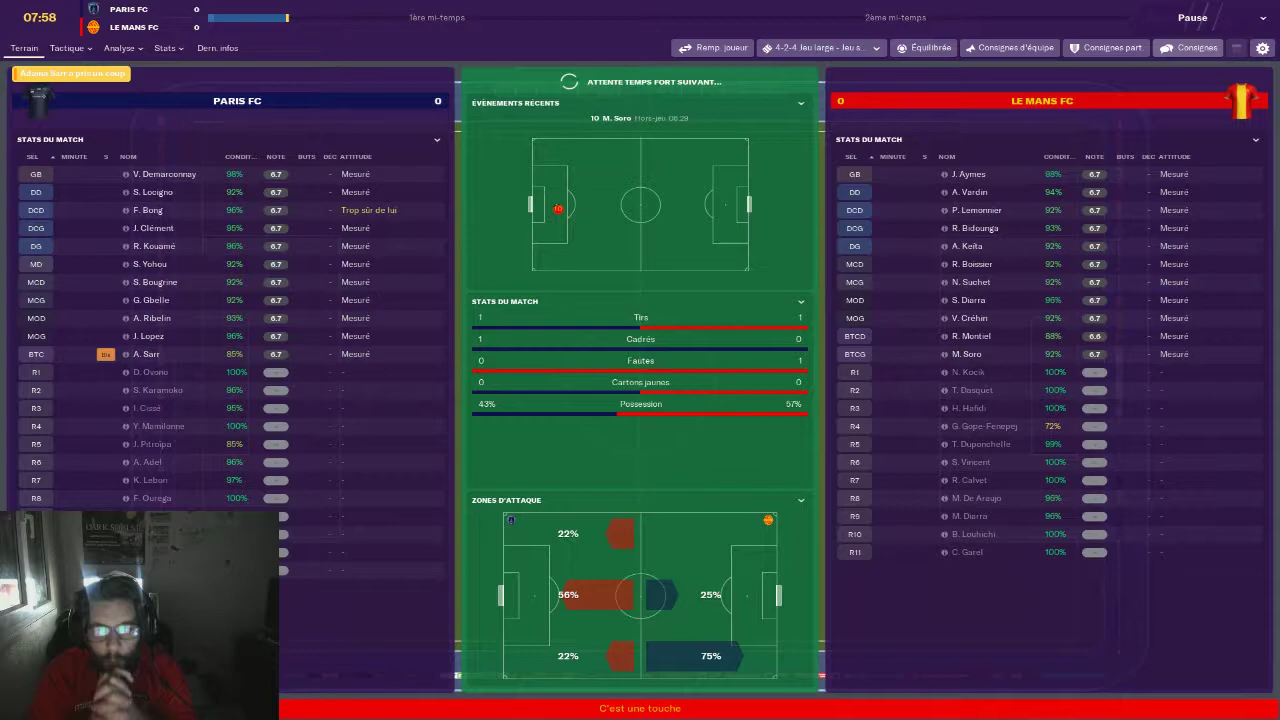 07:58
PARIS FC 0
LE MANS FC 0
1ère mi-temps
2ème mi-temps
Pause
Terrain Tactique Analyse Stats Dern. infos
Remp. joueur 4-2-4 Jeu large - Jeu s... Équilibrée Consignes d'équipe Consignes part. Consignes
Adama Sarr a pris un coup
PARIS FC 0
STATS DU MATCH
SEL MINUTE S NOM CONDIT... NOTE BUTS DEC ATTITUDE
GB V. Demarconnay 98% 6.7 - Mesuré
DD S. Locigno 92% 6.7 - Mesuré
DCD F. Bong 96% 6.7 - Trop sûr de lui
DCG J. Clément 95% 6.7 - Mesuré
DG R. Kouamé 96% 6.7 - Mesuré
MD S. Yohou 92% 6.7 - Mesuré
MCD S. Bougrine 92% 6.7 - Mesuré
MCG G. Gbelle 92% 6.7 - Mesuré
MOD A. Ribelin 93% 6.7 - Mesuré
MOG J. Lopez 96% 6.7 - Mesuré
BTC Ble A. Sarr 85% 6.7 - Mesuré
R1 D. Ovono 100% - - -
R2 S. Karamoko 96% - - -
R3 I. Cissé 95% - - -
R4 Y. Mamilonne 100% - - -
R5 J. Pitroipa 85% - - -
R6 A. Adel 96% - - -
R7 K. Lebon 97% - - -
R8 F. Ourega 100% - - -
ATTENTE TEMPS FORT SUIVANT...
ÉVÉNEMENTS RÉCENTS
10 M. Soro Hors-jeu 06:29
10
STATS DU MATCH
1 Tirs 1
1 Cadrés 0
0 Fautes 1
0 Cartons jaunes 0
43% Possession 57%
ZONES D'ATTAQUE
22%
56% 25%
22% 75%
0 LE MANS FC
STATS DU MATCH
SEL MINUTE S NOM CONDIT... NOTE BUTS DEC ATTITUDE
GB J. Aymes 98% 6.7 - Mesuré
DD A. Vardin 94% 6.7 - Mesuré
DCD P. Lemonnier 92% 6.7 - Mesuré
DCG R. Bidounga 93% 6.7 - Mesuré
DG A. Keïta 92% 6.7 - Mesuré
MCD R. Boissier 92% 6.7 - Mesuré
MCG N. Suchet 92% 6.7 - Mesuré
MOD S. Diarra 96% 6.7 - Mesuré
MOG V. Créhin 92% 6.7 - Mesuré
BTCD R. Montiel 88% 6.6 - Mesuré
BTCG M. Soro 92% 6.7 - Mesuré
R1 N. Kocik 100% - - -
R2 T. Dasquet 100% - - -
R3 H. Hafidi 100% - - -
R4 G. Gope-Fenepej 72% - - -
R5 T. Duponchelle 99% - - -
R6 S. Vincent 100% - - -
R7 R. Calvet 100% - - -
R8 M. De Araujo 96% - - -
R9 M. Diarra 96% - - -
R10 B. Louhichi 100% - - -
R11 C. Garel 100% - - -
C'est une touche